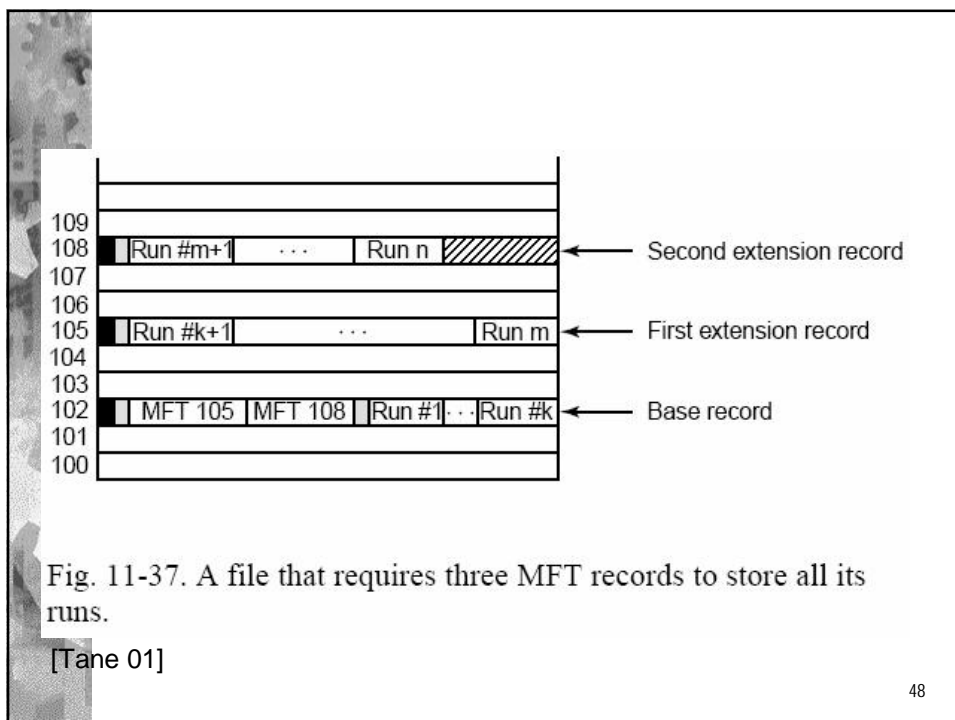 109
108 Run #m+1 ... Run n Second extension record
107
106
105 Run #k+1 ... Run m First extension record
104
103
102 MFT 105 MFT 108 Run #1 ... Run #k Base record
101
100
Fig. 11-37. A file that requires three MFT records to store all its
runs.
[Tane 01]
48